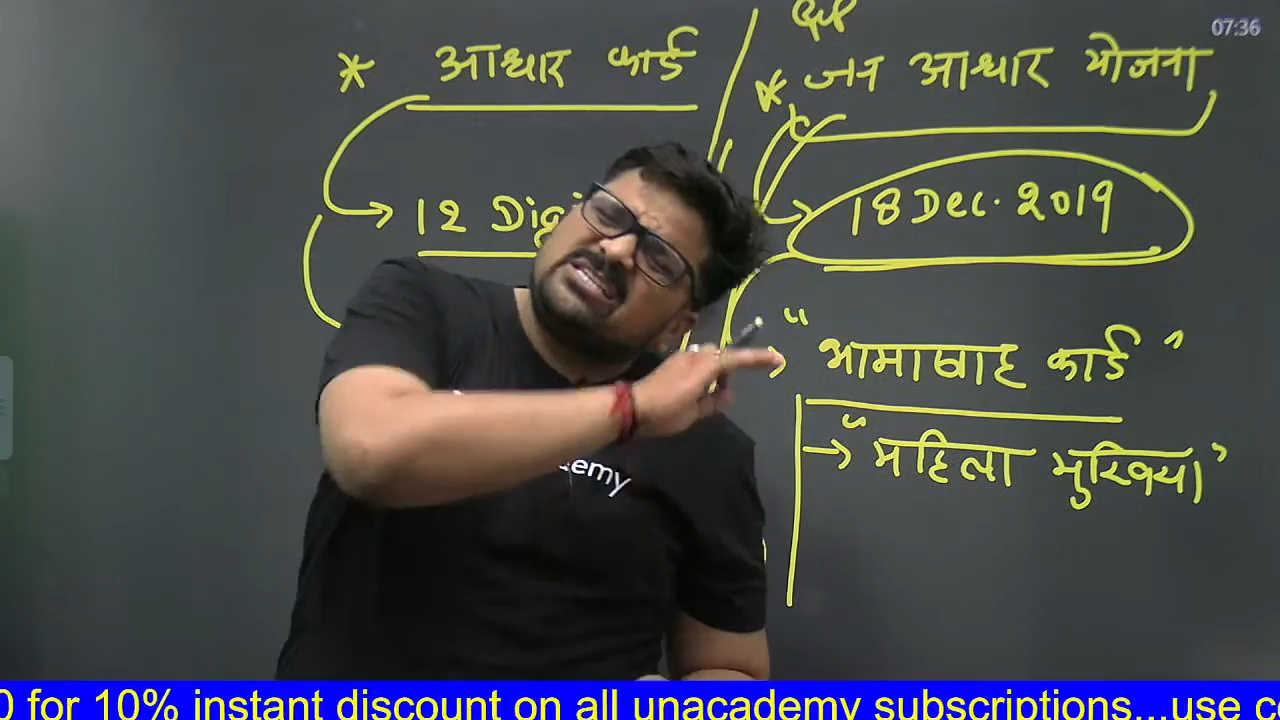 07:36
* आधार कार्ड
* जन आधार योजना
12 Digi
18 Dec. 2019
"भामाशाह कार्ड"
"महिला मुखिया"
demy
0 for 10% instant discount on all unacademy subscriptions...use c